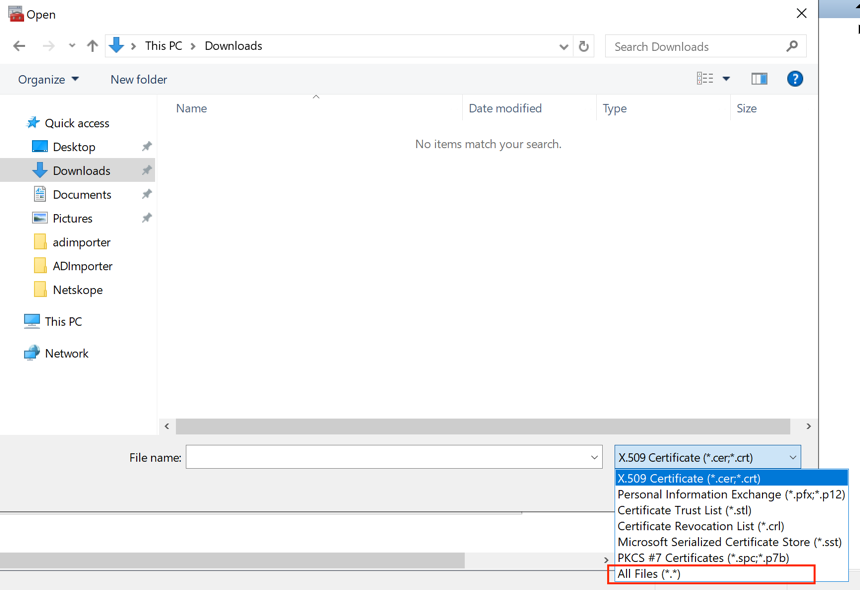 Open
This PC > Downloads
Search Downloads
Organize
New folder
?
Name
Date modified
Type
Size
No items match your search.
Quick access
Desktop
Downloads
Documents
Pictures
adimporter
ADImporter
Netskope
This PC
Network
File name:
X.509 Certificate (*.cer;*.crt)
X.509 Certificate (*.cer;*.crt)
Personal Information Exchange (*.pfx;*.p12)
Certificate Trust List (*.stl)
Certificate Revocation List (*.crl)
Microsoft Serialized Certificate Store (*.sst)
PKCS #7 Certificates (*.spc;*.p7b)
All Files (*.*)